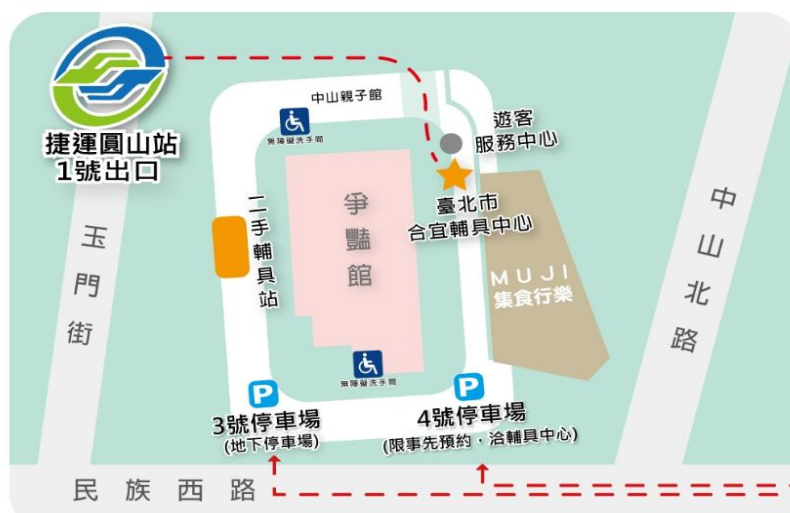 捷運圓山站
1號出口
中山親子館
無障礙洗手間
遊客
服務中心
臺北市
合宜輔具中心
二手輔具站
爭豔館
MUJI
集食行樂
玉門街
中山北路
無障礙洗手間
P
3號停車場
(地下停車場)
P
4號停車場
(限事先預約·洽輔具中心)
民族西路